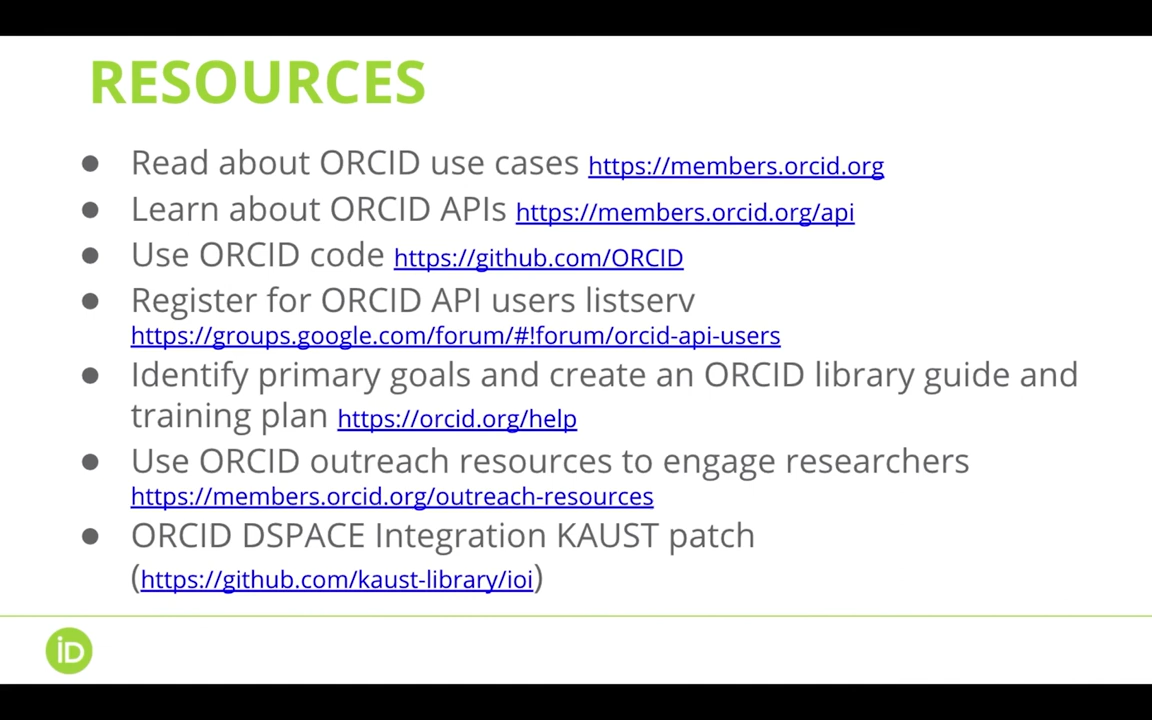 RESOURCES
● Read about ORCID use cases https://members.orcid.org
● Learn about ORCID APIs https://members.orcid.org/api
● Use ORCID code https://github.com/ORCID
● Register for ORCID API users listserv
https://groups.google.com/forum/#!forum/orcid-api-users
● Identify primary goals and create an ORCID library guide and
training plan https://orcid.org/help
● Use ORCID outreach resources to engage researchers
https://members.orcid.org/outreach-resources
● ORCID DSPACE Integration KAUST patch
(https://github.com/kaust-library/ioi)
iD